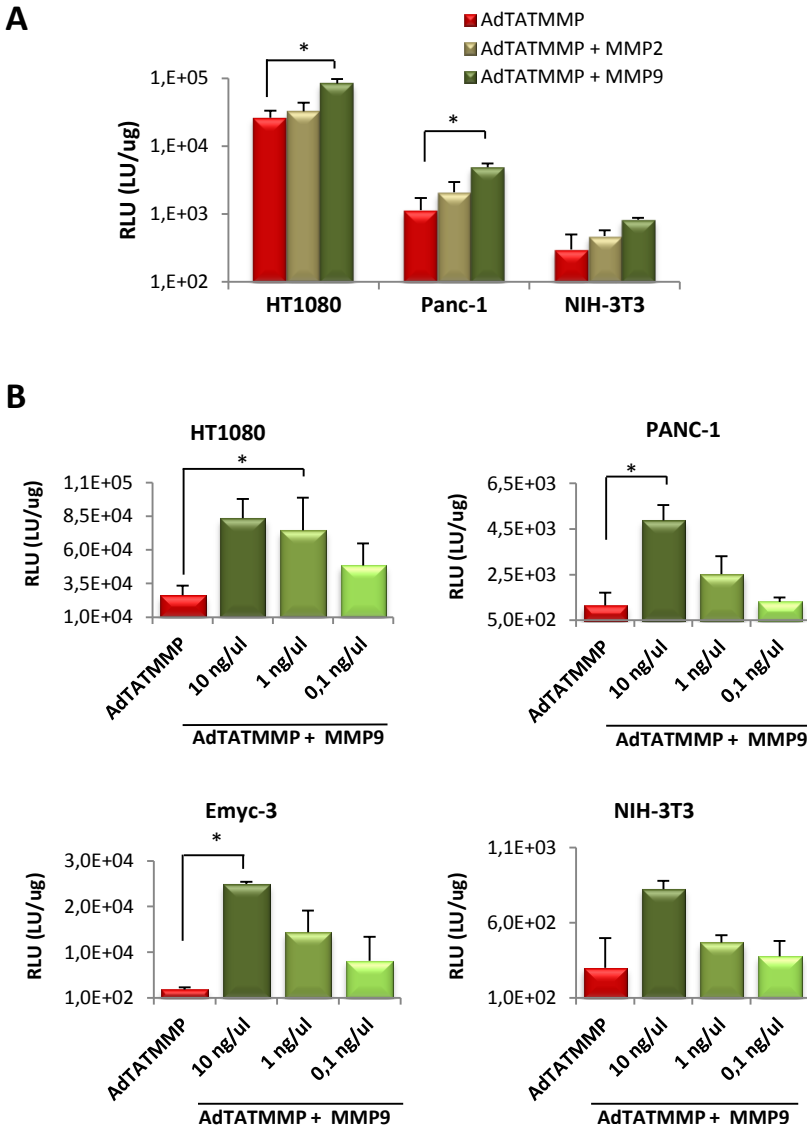 A
AdTATMMP
AdTATMMP + MMP2
AdTATMMP + MMP9
*
*
1,E+05
1,E+04
1,E+03
1,E+02
RLU (LU/ug)
HT1080 Panc-1 NIH-3T3
B
HT1080
*
1,1E+05
8,5E+04
6,0E+04
3,5E+04
1,0E+04
RLU (LU/ug)
AdTATMMP 10 ng/ul 1 ng/ul 0,1 ng/ul
AdTATMMP + MMP9
PANC-1
*
6,5E+03
4,5E+03
2,5E+03
5,0E+02
RLU (LU/ug)
AdTATMMP 10 ng/ul 1 ng/ul 0,1 ng/ul
AdTATMMP + MMP9
Emyc-3
*
3,0E+04
2,0E+04
1,0E+04
1,0E+02
RLU (LU/ug)
AdTATMMP 10 ng/ul 1 ng/ul 0,1 ng/ul
AdTATMMP + MMP9
NIH-3T3
1,1E+03
6,0E+02
1,0E+02
RLU (LU/ug)
AdTATMMP 10 ng/ul 1 ng/ul 0,1 ng/ul
AdTATMMP + MMP9